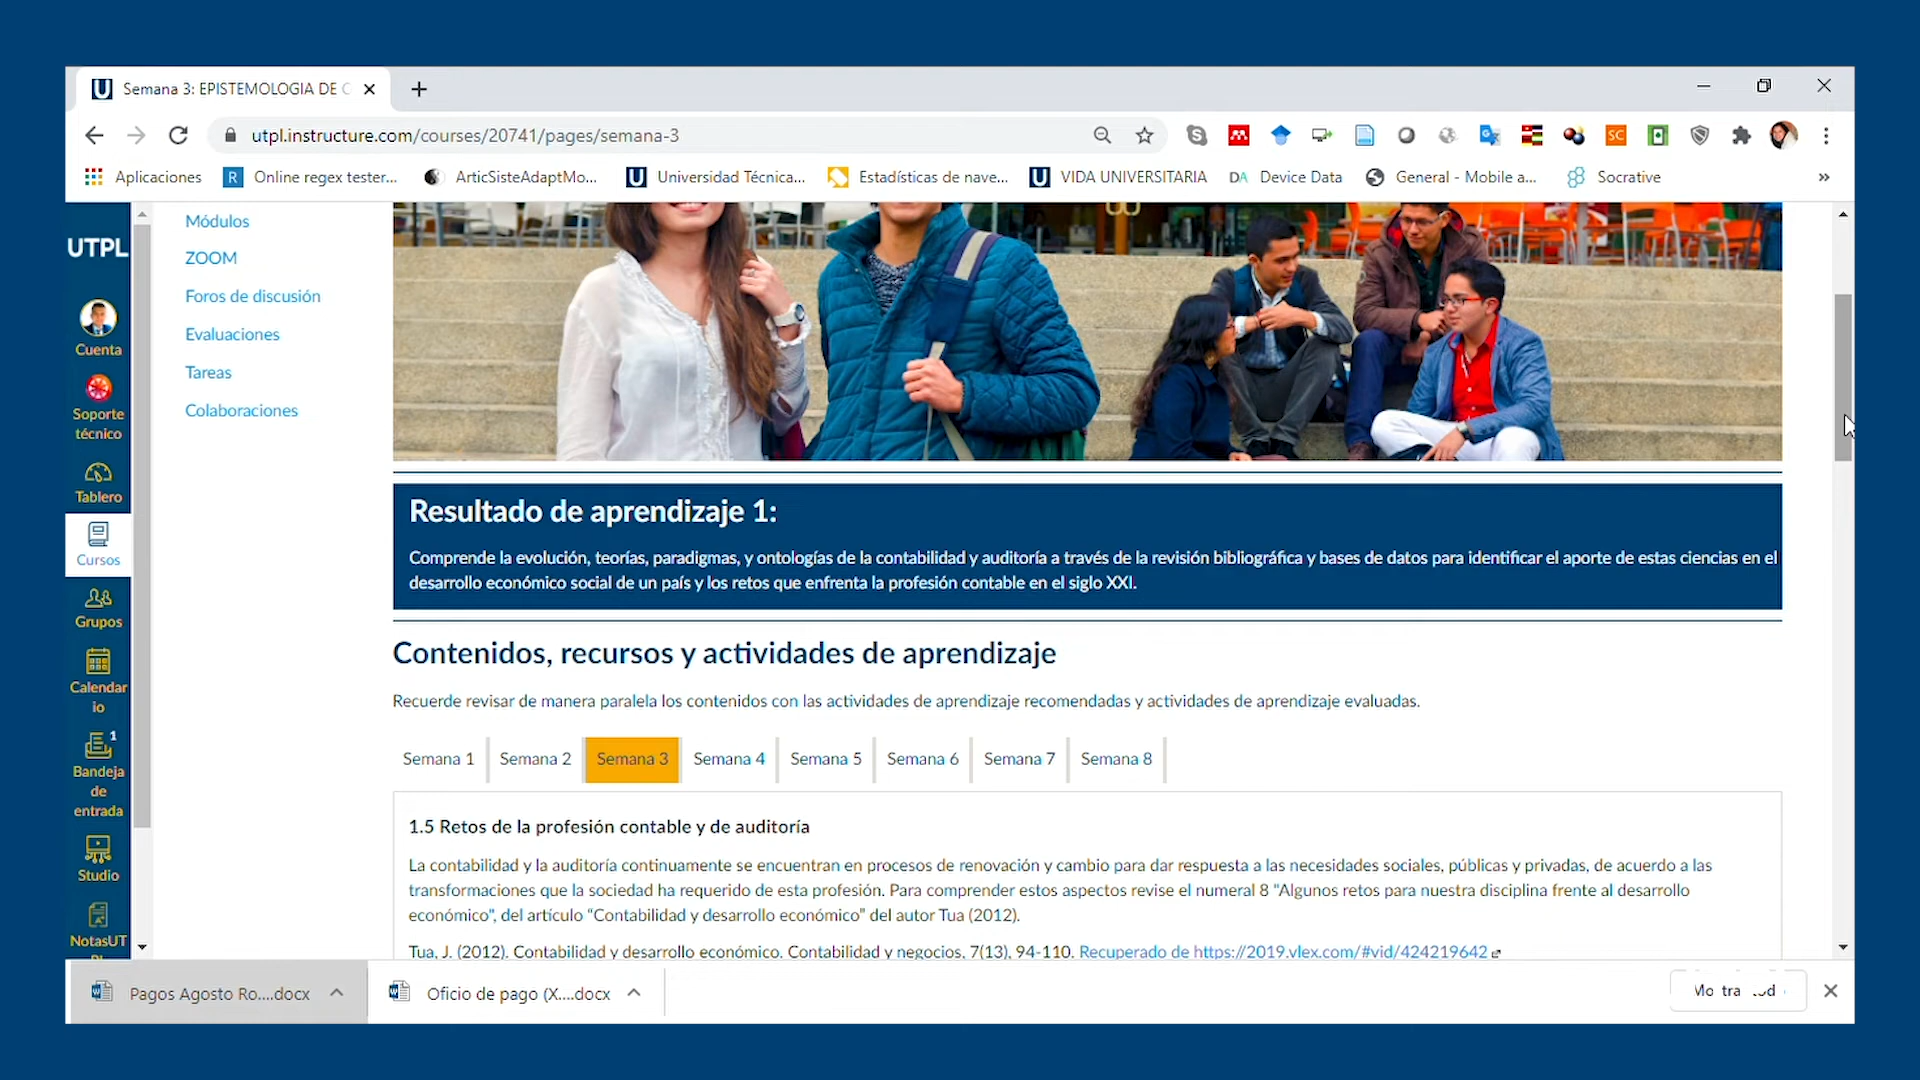 Semana 3: EPISTEMOLOGIA DE C
utpl.instructure.com/courses/20741/pages/semana-3
SC
Aplicaciones
R
Online regex tester...
ArticSisteAdaptMo...
Universidad Técnica...
Estadísticas de nave...
VIDA UNIVERSITARIA
DA
Device Data
General - Mobile a...
Socrative
»
UTPL
Cuenta
Soporte
técnico
Tablero
Cursos
Grupos
Calendar
io
1
Bandeja
de
entrada
Studio
NotasUT
Módulos
ZOOM
Foros de discusión
Evaluaciones
Tareas
Colaboraciones
Resultado de aprendizaje 1:
Comprende la evolución, teorías, paradigmas, y ontologías de la contabilidad y auditoría a través de la revisión bibliográfica y bases de datos para identificar el aporte de estas ciencias en el
desarrollo económico social de un país y los retos que enfrenta la profesión contable en el siglo XXI.
Contenidos, recursos y actividades de aprendizaje
Recuerde revisar de manera paralela los contenidos con las actividades de aprendizaje recomendadas y actividades de aprendizaje evaluadas.
Semana 1 Semana 2 Semana 3 Semana 4 Semana 5 Semana 6 Semana 7 Semana 8
1.5 Retos de la profesión contable y de auditoría
La contabilidad y la auditoría continuamente se encuentran en procesos de renovación y cambio para dar respuesta a las necesidades sociales, públicas y privadas, de acuerdo a las
transformaciones que la sociedad ha requerido de esta profesión. Para comprender estos aspectos revise el numeral 8 "Algunos retos para nuestra disciplina frente al desarrollo
económico", del artículo "Contabilidad y desarrollo económico" del autor Tua (2012).
Tua, J. (2012). Contabilidad y desarrollo económico. Contabilidad y negocios, 7(13), 94-110. Recuperado de https://2019.vlex.com/#vid/424219642
Pagos Agosto Ro....docx
Oficio de pago (X....docx